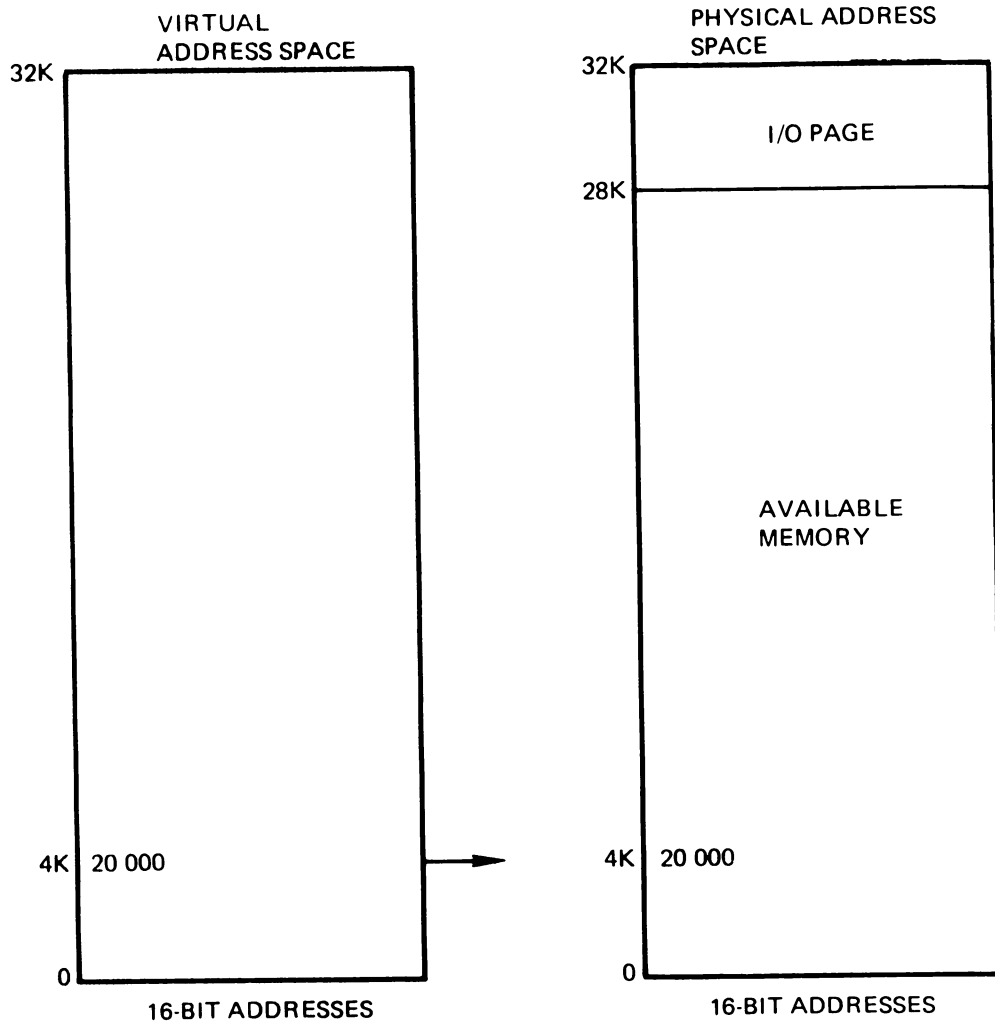 VIRTUAL
ADDRESS SPACE
32K
4K 20 000
0
16-BIT ADDRESSES
PHYSICAL ADDRESS
SPACE
32K
I/O PAGE
28K
AVAILABLE
MEMORY
4K 20 000
0
16-BIT ADDRESSES